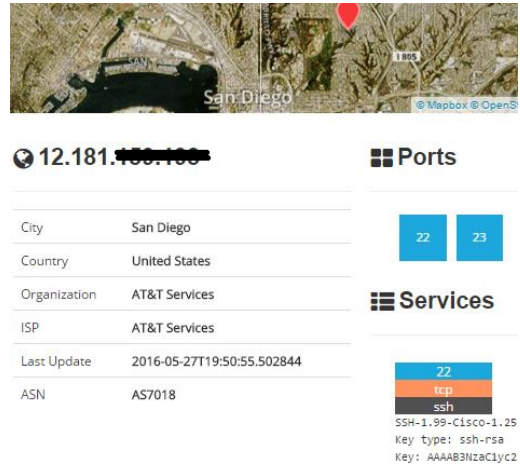 SAN
San Diego
I 805
© Mapbox © OpenS
12.181.
Ports
City San Diego
Country United States
Organization AT&T Services
ISP AT&T Services
Last Update 2016-05-27T19:50:55.502844
ASN AS7018
22 23
Services
22
tcp
ssh
SSH-1.99-Cisco-1.25
Key type: ssh-rsa
Key: AAAAB3NzaC1yc2